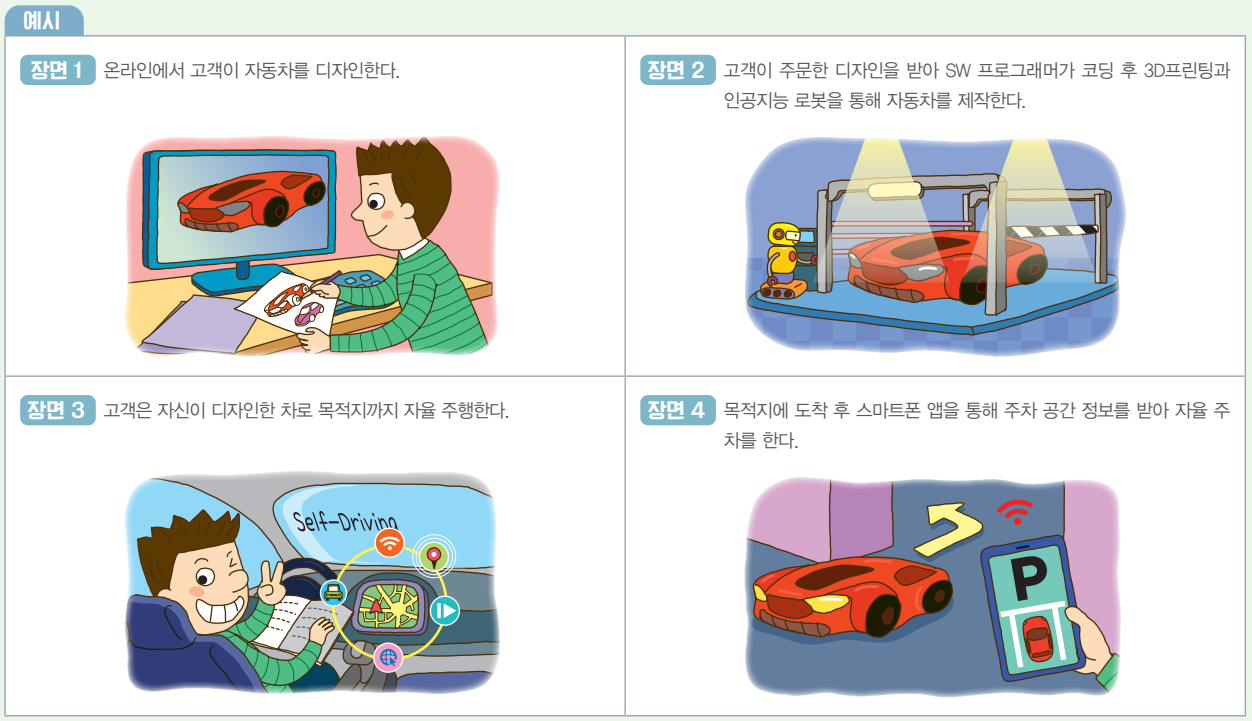 예시
장면 1 온라인에서 고객이 자동차를 디자인한다.
장면 2 고객이 주문한 디자인을 받아 SW 프로그래머가 코딩 후 3D프린팅과
인공지능 로봇을 통해 자동차를 제작한다.
장면 3 고객은 자신이 디자인한 차로 목적지까지 자율 주행한다.
Self-Driving
장면 4 목적지에 도착 후 스마트폰 앱을 통해 주차 공간 정보를 받아 자율 주
차를 한다.
P